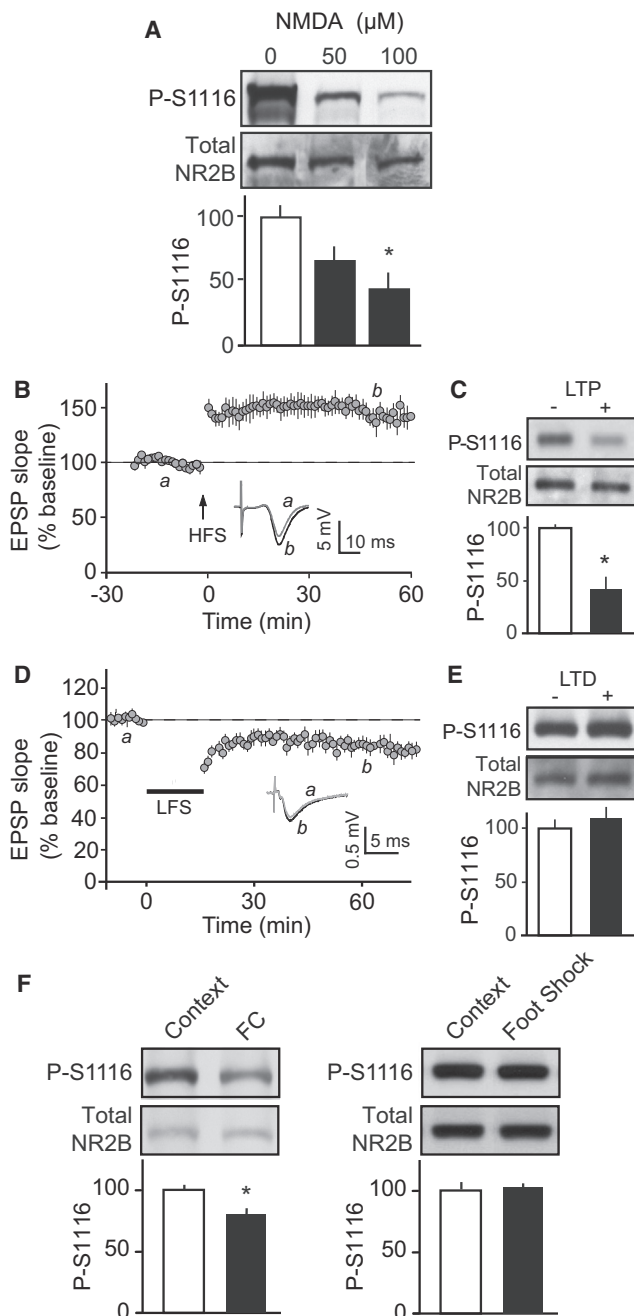 A
NMDA (µM)
0 50 100
P-S1116
Total
NR2B
P-S1116
100
50
0
*
B
EPSP slope
(% baseline)
150
100
50
0
a
b
HFS
a
b
5 mV
10 ms
-30 0 30 60
Time (min)
C
LTP
- +
P-S1116
Total
NR2B
P-S1116
100
50
0
*
D
EPSP slope
(% baseline)
120
100
80
60
40
20
0
a
b
LFS
a
b
0.5 mV
5 ms
0 30 60
Time (min)
E
LTD
- +
P-S1116
Total
NR2B
P-S1116
100
50
0
F
Context FC
P-S1116
Total
NR2B
P-S1116
100
50
0
*
Context Foot Shock
P-S1116
Total
NR2B
P-S1116
100
50
0